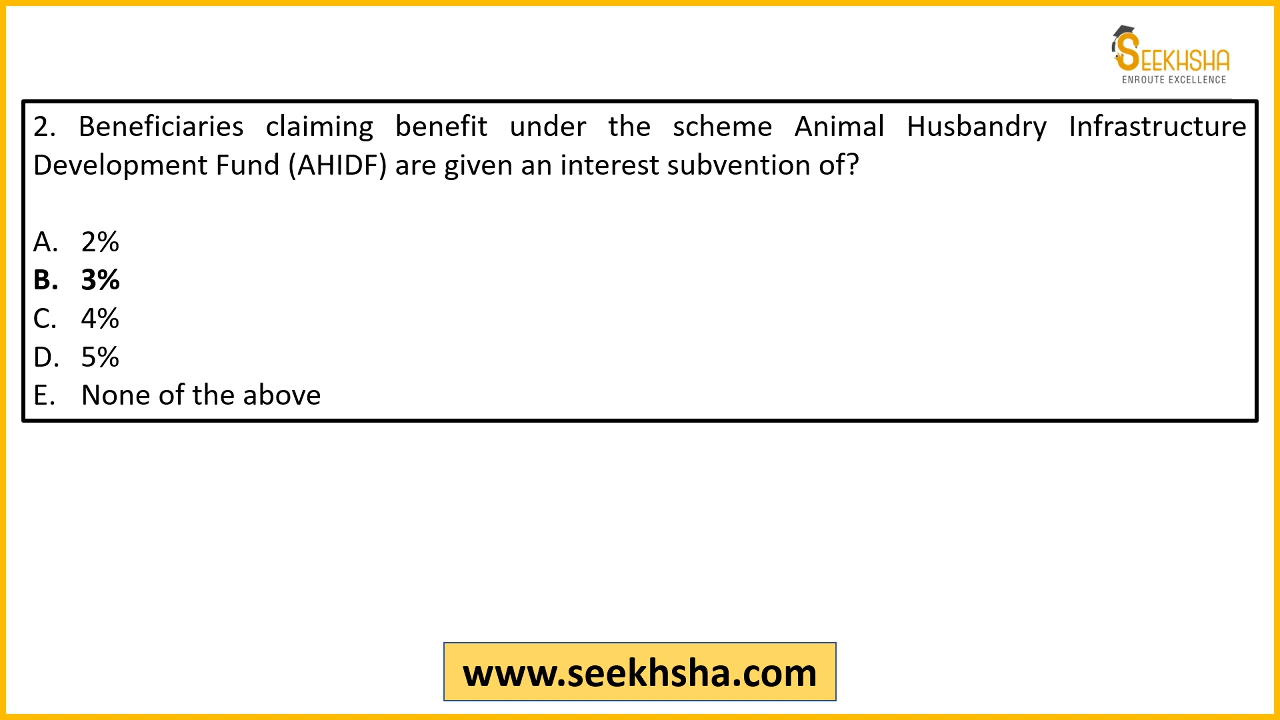 SEEKHSHA
ENROUTE EXCELLENCE
2. Beneficiaries claiming benefit under the scheme Animal Husbandry Infrastructure
Development Fund (AHIDF) are given an interest subvention of?
A. 2%
B. 3%
C. 4%
D. 5%
E. None of the above
www.seekhsha.com